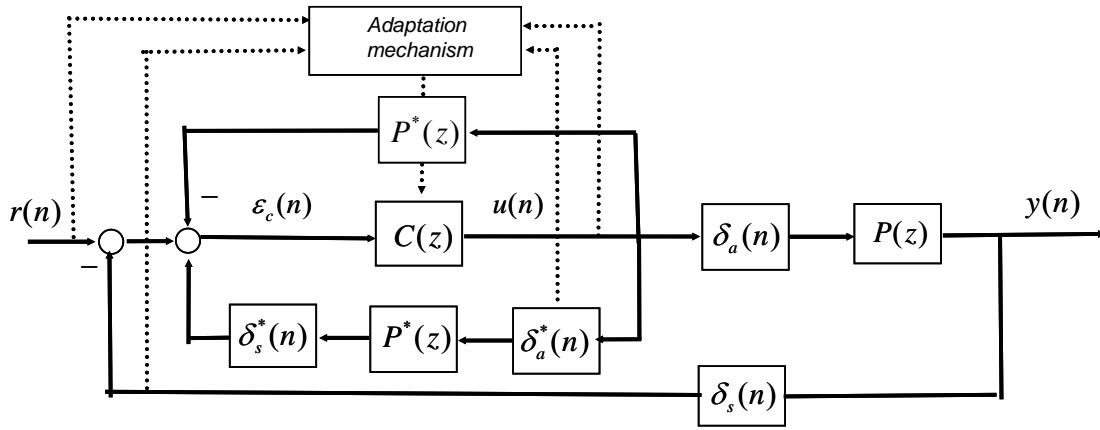 Adaptation
mechanism
P*(z)
−
r(n)
ε_c(n)
u(n)
y(n)
C(z)
δ_a(n)
P(z)
−
δ_s*(n)
P*(z)
δ_a*(n)
δ_s(n)